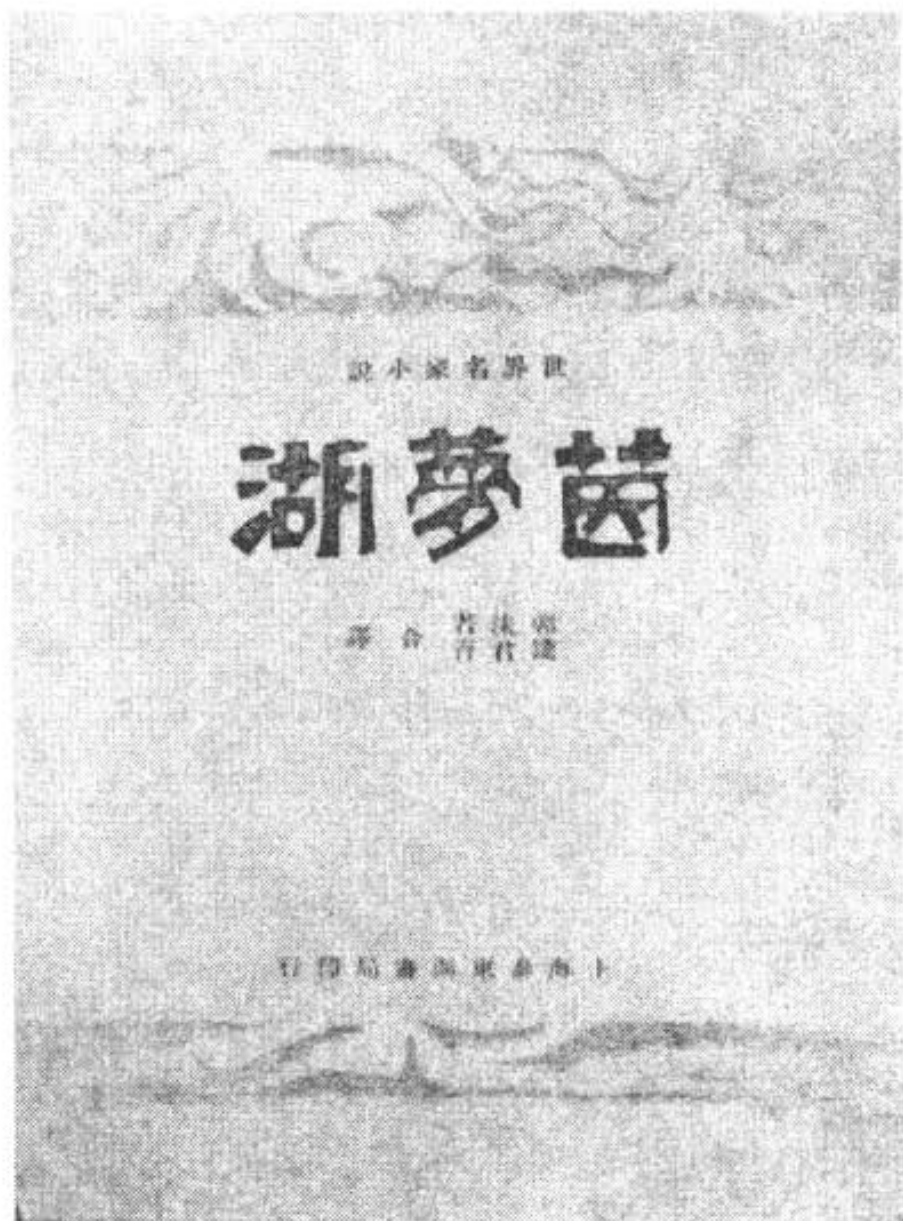 世界名家小說
茵夢湖
郭沫若
錢君胥
合譯
上海泰東圖書局印行